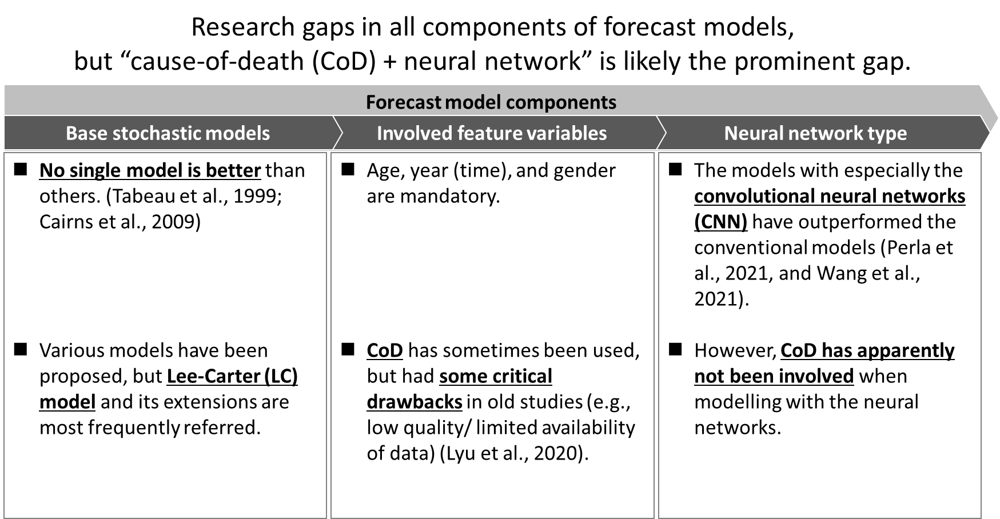 Research gaps in all components of forecast models,
but “cause-of-death (CoD) + neural network” is likely the prominent gap.
Forecast model components
Base stochastic models
Involved feature variables
Neural network type
■ No single model is better than
others. (Tabeau et al., 1999;
Cairns et al., 2009)
■ Various models have been
proposed, but Lee-Carter (LC)
model and its extensions are
most frequently referred.
■ Age, year (time), and gender
are mandatory.
■ CoD has sometimes been used,
but had some critical
drawbacks in old studies (e.g.,
low quality/ limited availability
of data) (Lyu et al., 2020).
■ The models with especially the
convolutional neural networks
(CNN) have outperformed the
conventional models (Perla et
al., 2021, and Wang et al.,
2021).
■ However, CoD has apparently
not been involved when
modelling with the neural
networks.